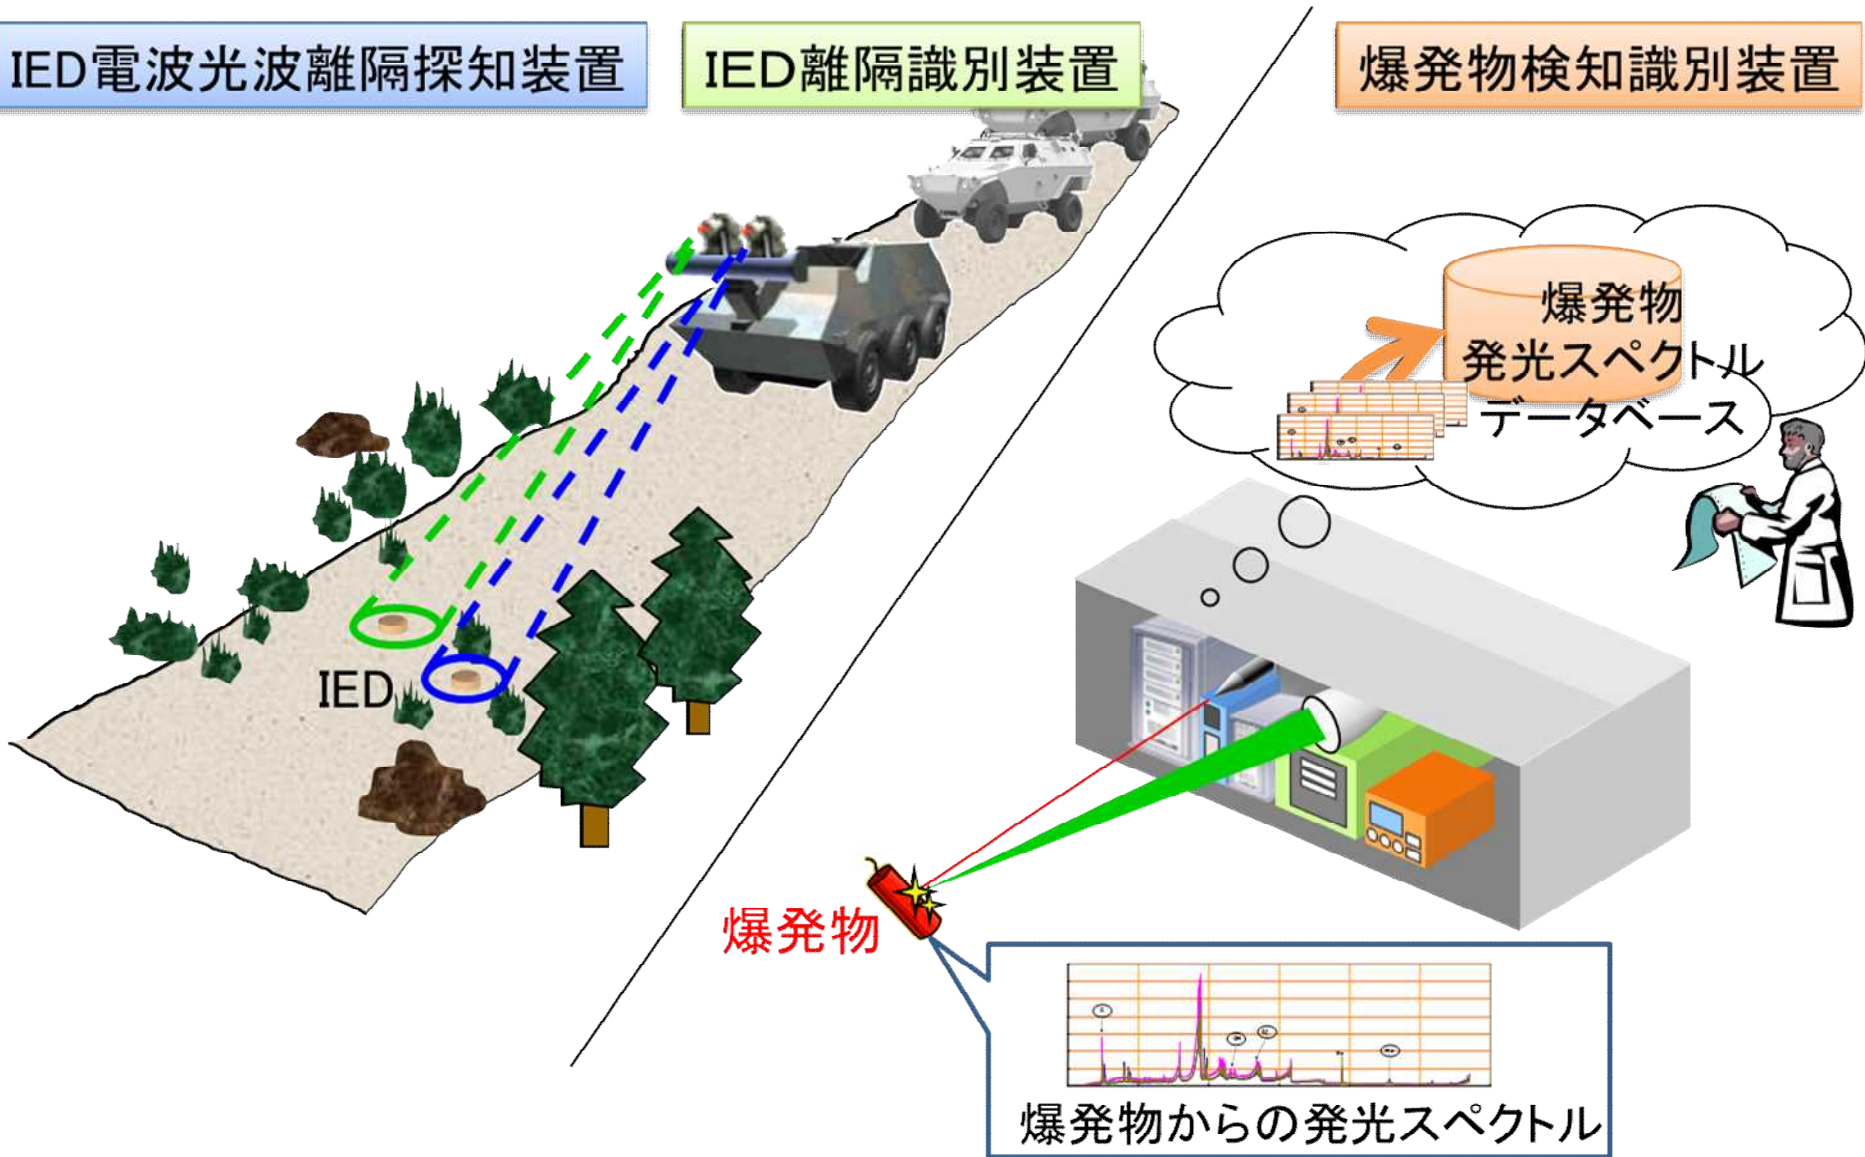 IED電波光波離隔探知装置
IED離隔識別装置
爆発物検知識別装置
爆発物
発光スペクトル
データベース
IED
爆発物
爆発物からの発光スペクトル